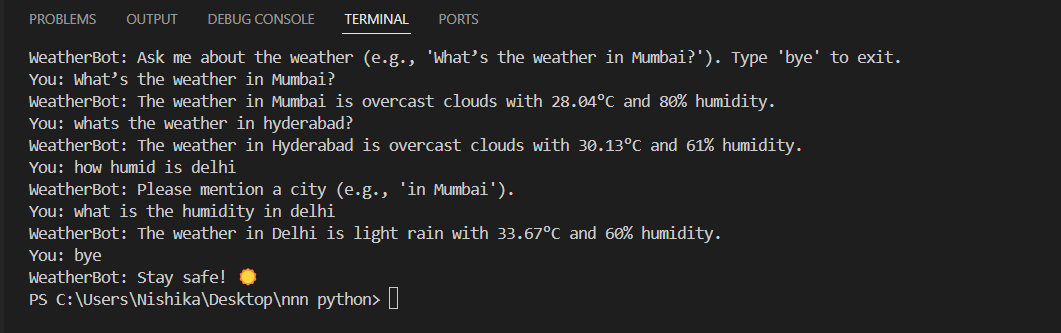 PROBLEMS OUTPUT DEBUG CONSOLE TERMINAL PORTS
WeatherBot: Ask me about the weather (e.g., 'What’s the weather in Mumbai?'). Type 'bye' to exit.
You: What’s the weather in Mumbai?
WeatherBot: The weather in Mumbai is overcast clouds with 28.04°C and 80% humidity.
You: whats the weather in hyderabad?
WeatherBot: The weather in Hyderabad is overcast clouds with 30.13°C and 61% humidity.
You: how humid is delhi
WeatherBot: Please mention a city (e.g., 'in Mumbai').
You: what is the humidity in delhi
WeatherBot: The weather in Delhi is light rain with 33.67°C and 60% humidity.
You: bye
WeatherBot: Stay safe! ☀️
PS C:\Users\Nishika\Desktop\nnn python>